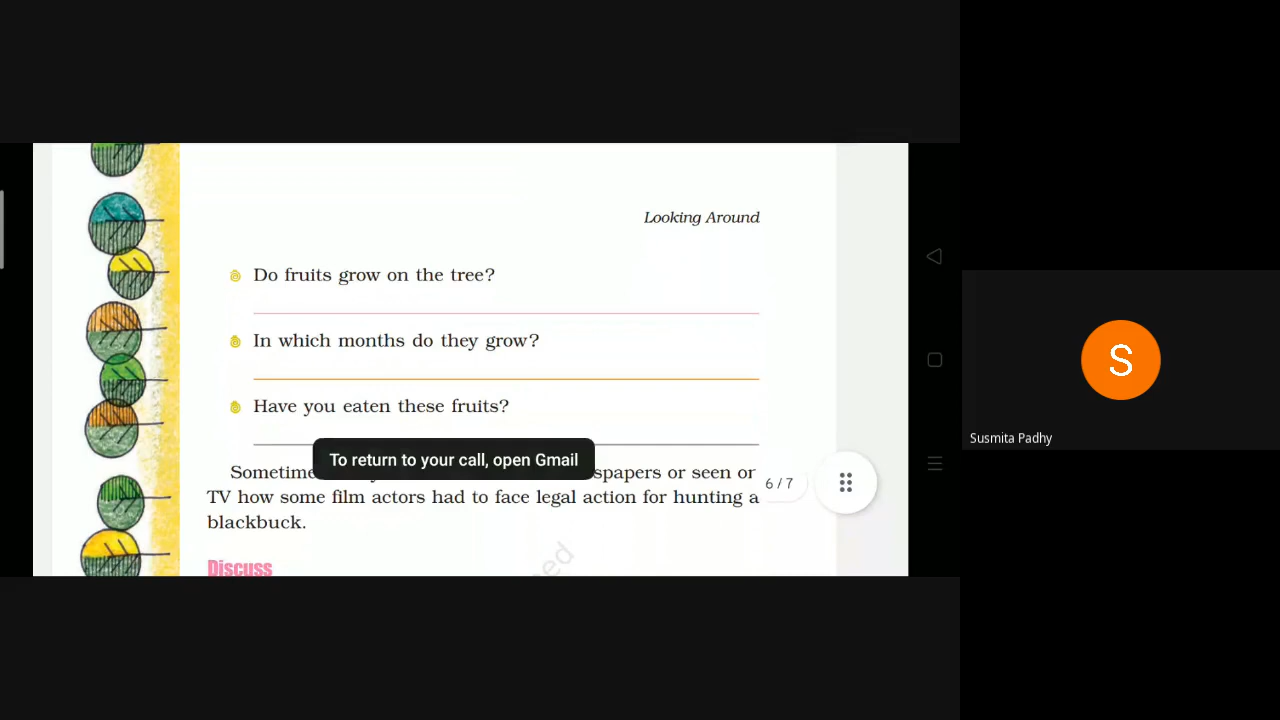 Looking Around
Do fruits grow on the tree?
In which months do they grow?
Have you eaten these fruits?
To return to your call, open Gmail
Sometime spapers or seen or
TV how some film actors had to face legal action for hunting a
blackbuck.
6 / 7
Discuss
S
Susmita Padhy